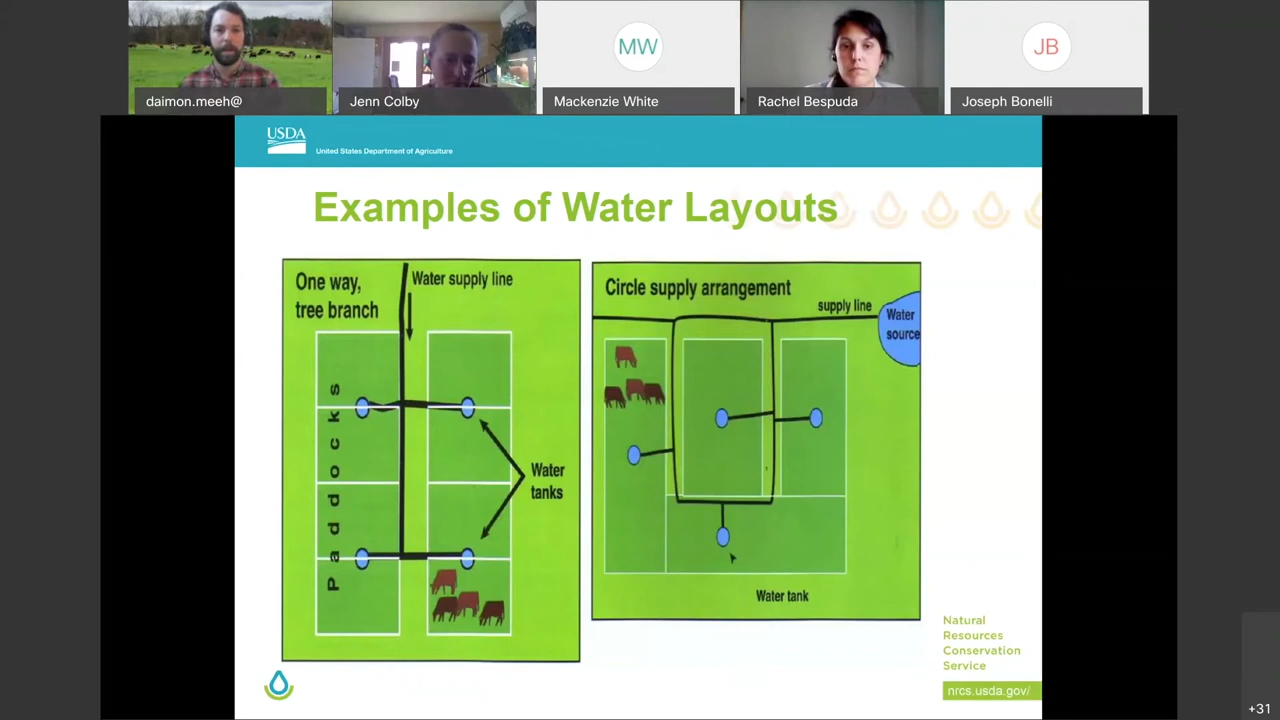 MW
JB
daimon.meeh@
Jenn Colby
Mackenzie White
Rachel Bespuda
Joseph Bonelli
USDA
United States Department of Agriculture
Examples of Water Layouts
One way,
tree branch
Water supply line
Paddocks
Water
tanks
Circle supply arrangement
supply line
Water
source
Water tank
Natural
Resources
Conservation
Service
nrcs.usda.gov/
+31